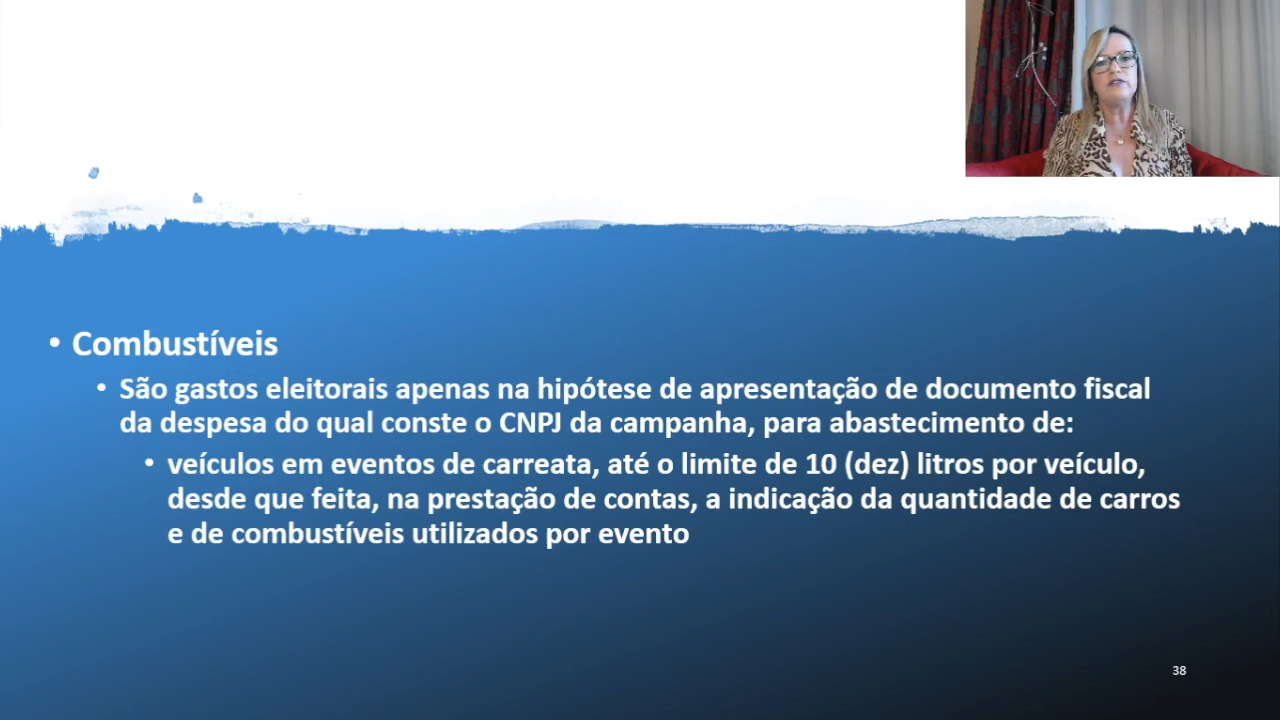 • Combustíveis
• São gastos eleitorais apenas na hipótese de apresentação de documento fiscal
da despesa do qual conste o CNPJ da campanha, para abastecimento de:
• veículos em eventos de carreata, até o limite de 10 (dez) litros por veículo,
desde que feita, na prestação de contas, a indicação da quantidade de carros
e de combustíveis utilizados por evento
38